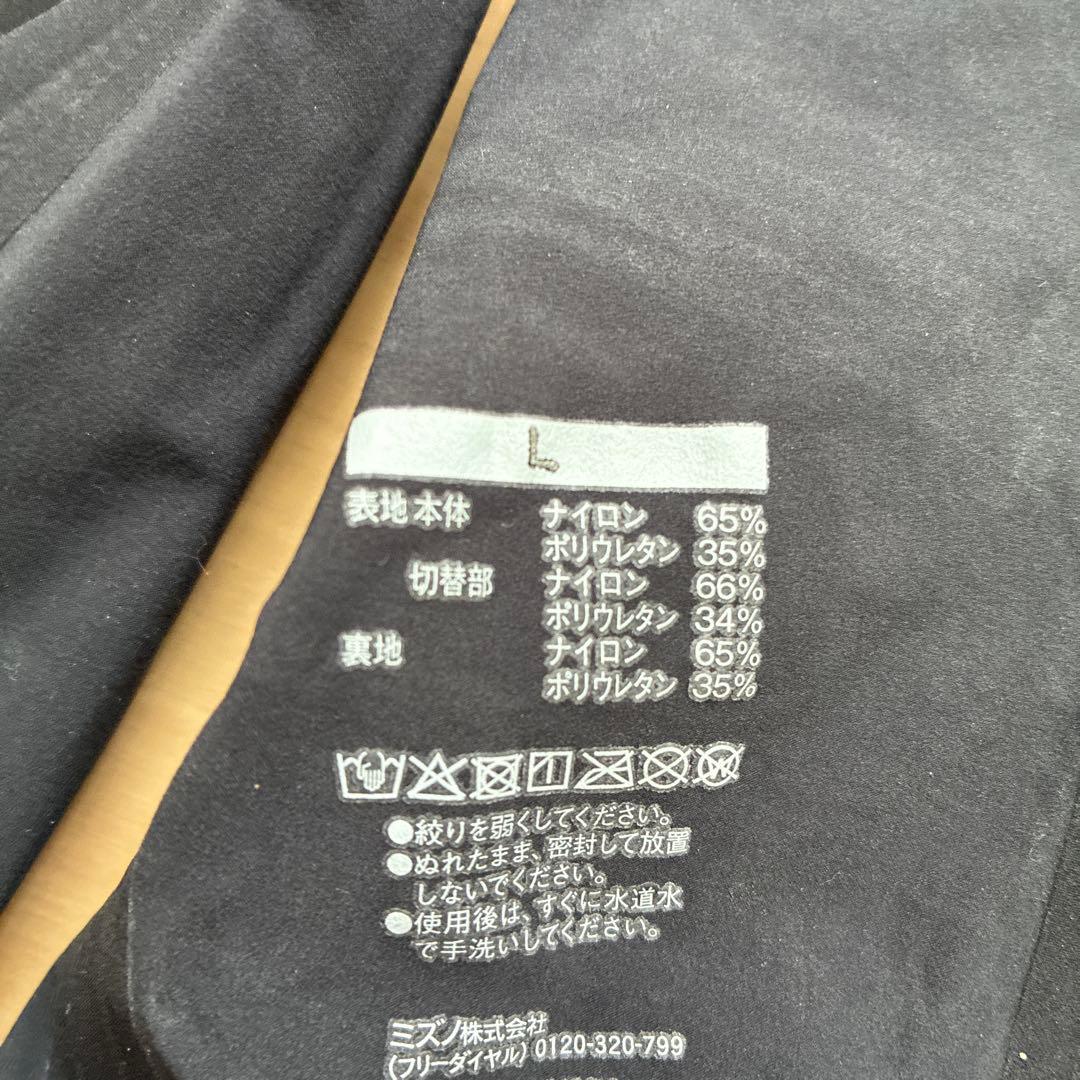 L
表地 本体 ナイロン 65%
ポリウレタン 35%
切替部 ナイロン 66%
ポリウレタン 34%
裏地 ナイロン 65%
ポリウレタン 35%
●絞りを弱くしてください。
●ぬれたまま、密封して放置
しないでください。
●使用後は、すぐに水道水
で手洗いしてください。
ミズノ株式会社
(フリーダイヤル) 0120-320-799